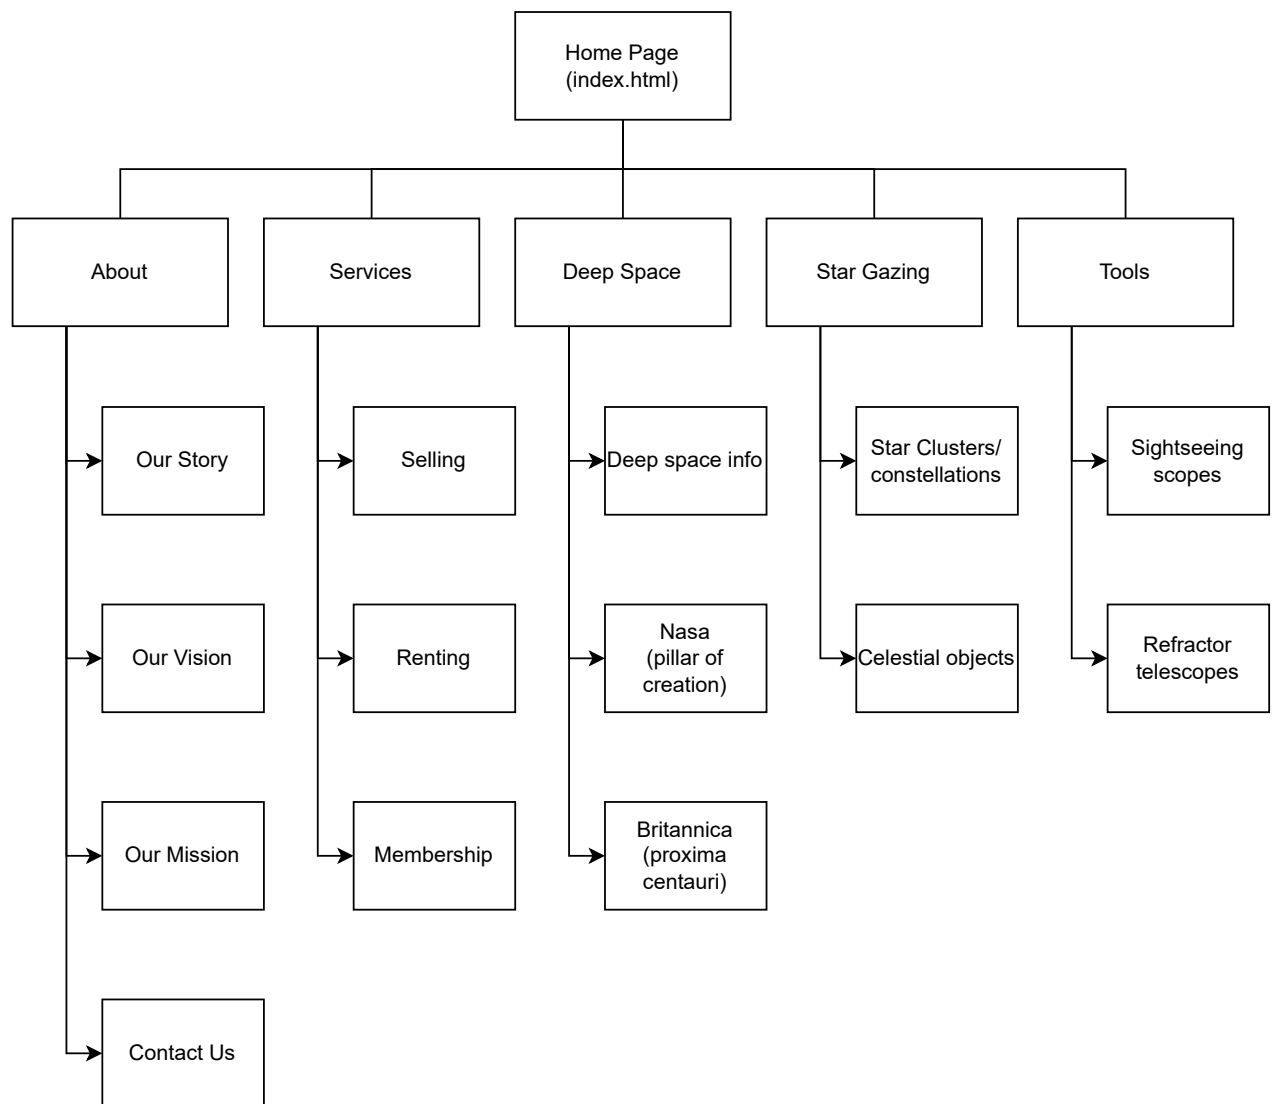 Home Page
(index.html)
About
Services
Deep Space
Star Gazing
Tools
Our Story
Selling
Deep space info
Star Clusters/
constellations
Sightseeing
scopes
Our Vision
Renting
Nasa
(pillar of
creation)
Celestial objects
Refractor
telescopes
Our Mission
Membership
Britannica
(proxima
centauri)
Contact Us